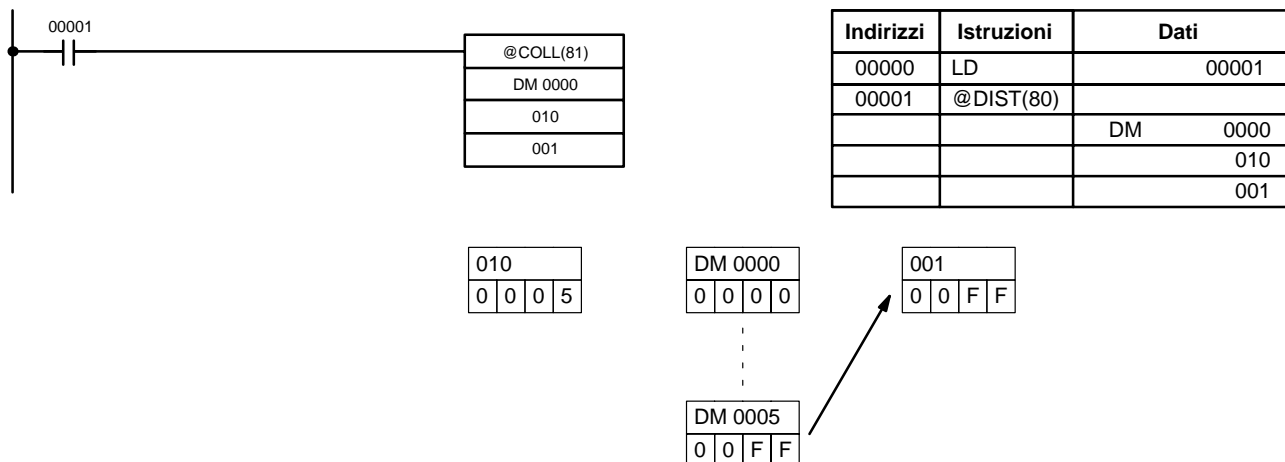 00001
@COLL(81)
DM 0000
010
001
Indirizzi Istruzioni Dati
00000 LD 00001
00001 @DIST(80)
DM 0000
010
001
010 DM 0000 001
0 0 0 5 0 0 0 0 0 0 F F
DM 0005
0 0 F F